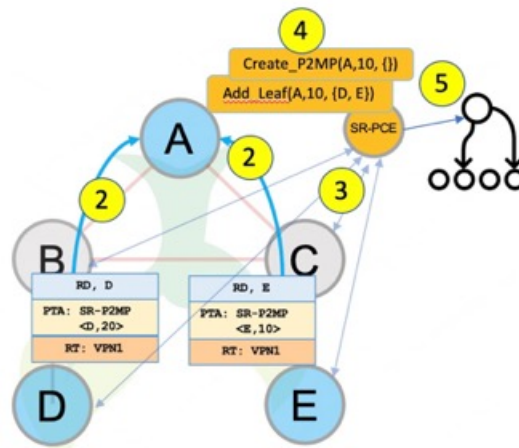 4
Create_P2MP(A,10, {})
Add_Leaf(A,10, {D, E})
5
SR-PCE
A
2
2
3
B
C
RD, D
PTA: SR-P2MP
<D,20>
RT: VPN1
RD, E
PTA: SR-P2MP
<E,10>
RT: VPN1
D
E